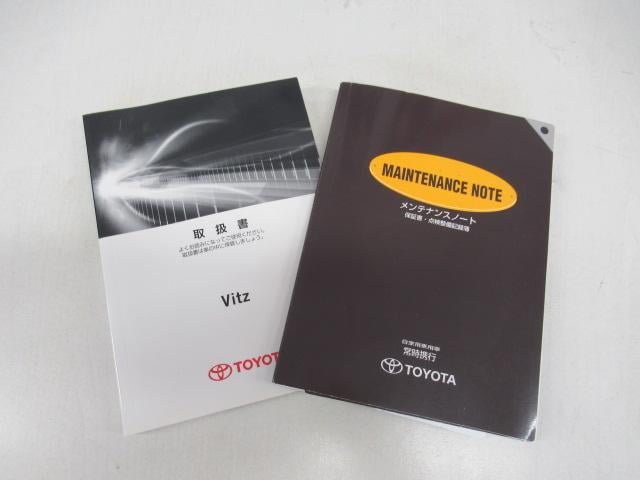 取扱書
よくお読みになってご使用ください。
取扱書は車の中に保管しましょう。
Vitz
TOYOTA
MAINTENANCE NOTE
メンテナンスノート
保証書・点検整備記録簿
自家用乗用車
常時携行
TOYOTA